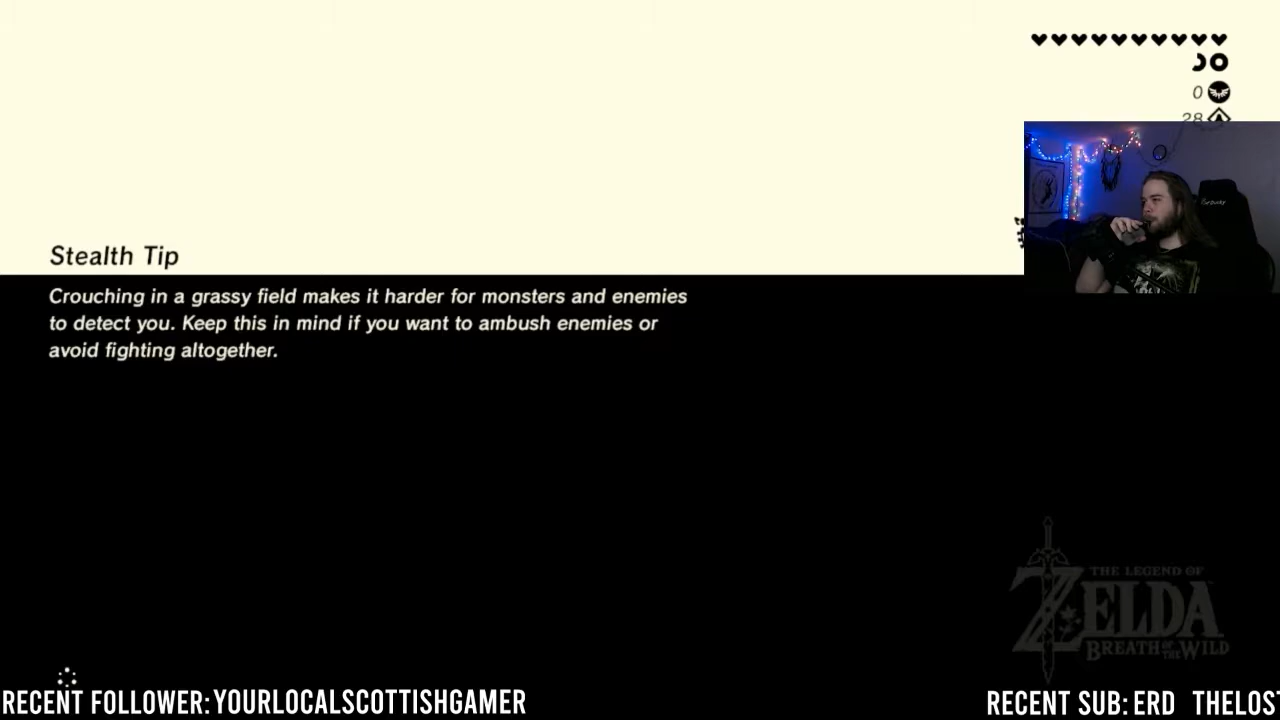 0
28
Stealth Tip
Crouching in a grassy field makes it harder for monsters and enemies
to detect you. Keep this in mind if you want to ambush enemies or
avoid fighting altogether.
THE LEGEND OF
ZELDA
BREATH OF THE WILD
RECENT FOLLOWER: YOURLOCALSCOTTISHGAMER
RECENT SUB: ERD THELOST